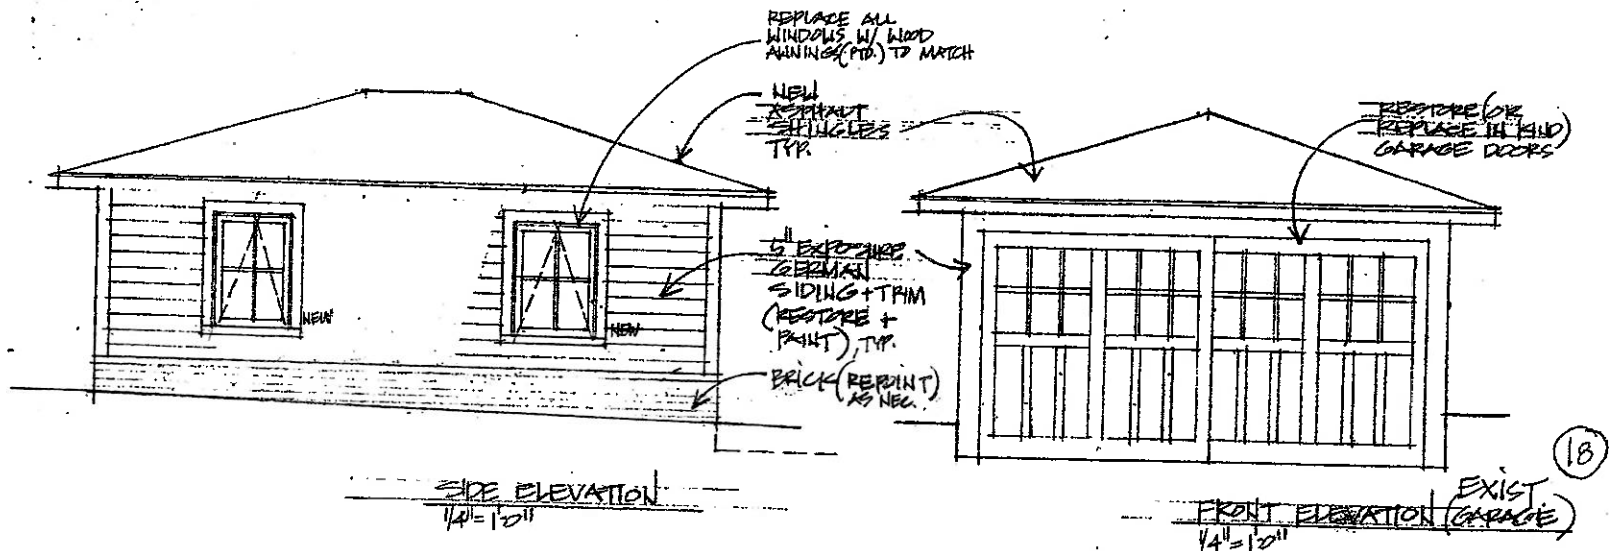 REPLACE ALL
WINDOWS W/ WOOD
AWNINGS (PTD.) TO MATCH
NEW
ASPHALT
SHINGLES
TYP.
RESTORE (OR
REPLACE IN KIND)
GARAGE DOORS
5" EXPOSURE
GERMAN
SIDING + TRIM
(RESTORE +
PAINT), TYP.
NEW
NEW
BRICK (REPOINT)
AS NEC.
SIDE ELEVATION
1/4" = 1'0"
FRONT ELEVATION (EXIST. GARAGE)
1/4" = 1'0"
18